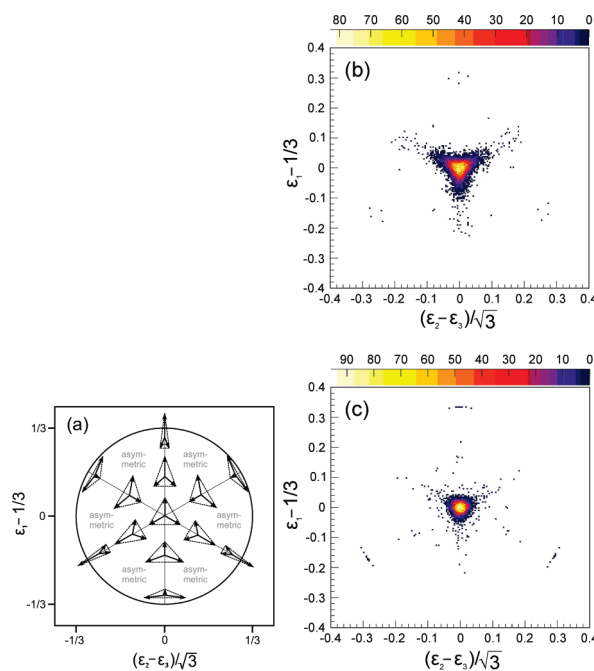 80 70 60 50 40 30 20 10 0
(b)
0.4
0.3
0.2
0.1
0
-0.1
-0.2
-0.3
-0.4
ε₁–1/3
-0.4 -0.3 -0.2 -0.1 0 0.1 0.2 0.3 0.4
(ε₂–ε₃)/√3
90 80 70 60 50 40 30 20 10 0
(c)
0.4
0.3
0.2
0.1
0
-0.1
-0.2
-0.3
-0.4
ε₁–1/3
-0.4 -0.3 -0.2 -0.1 0 0.1 0.2 0.3 0.4
(ε₂–ε₃)/√3
(a)
1/3
0
-1/3
ε₁–1/3
asym-
metric
asym-
metric
asym-
metric
asym-
metric
asym-
metric
asym-
metric
-1/3 0 1/3
(ε₂–ε₃)/√3